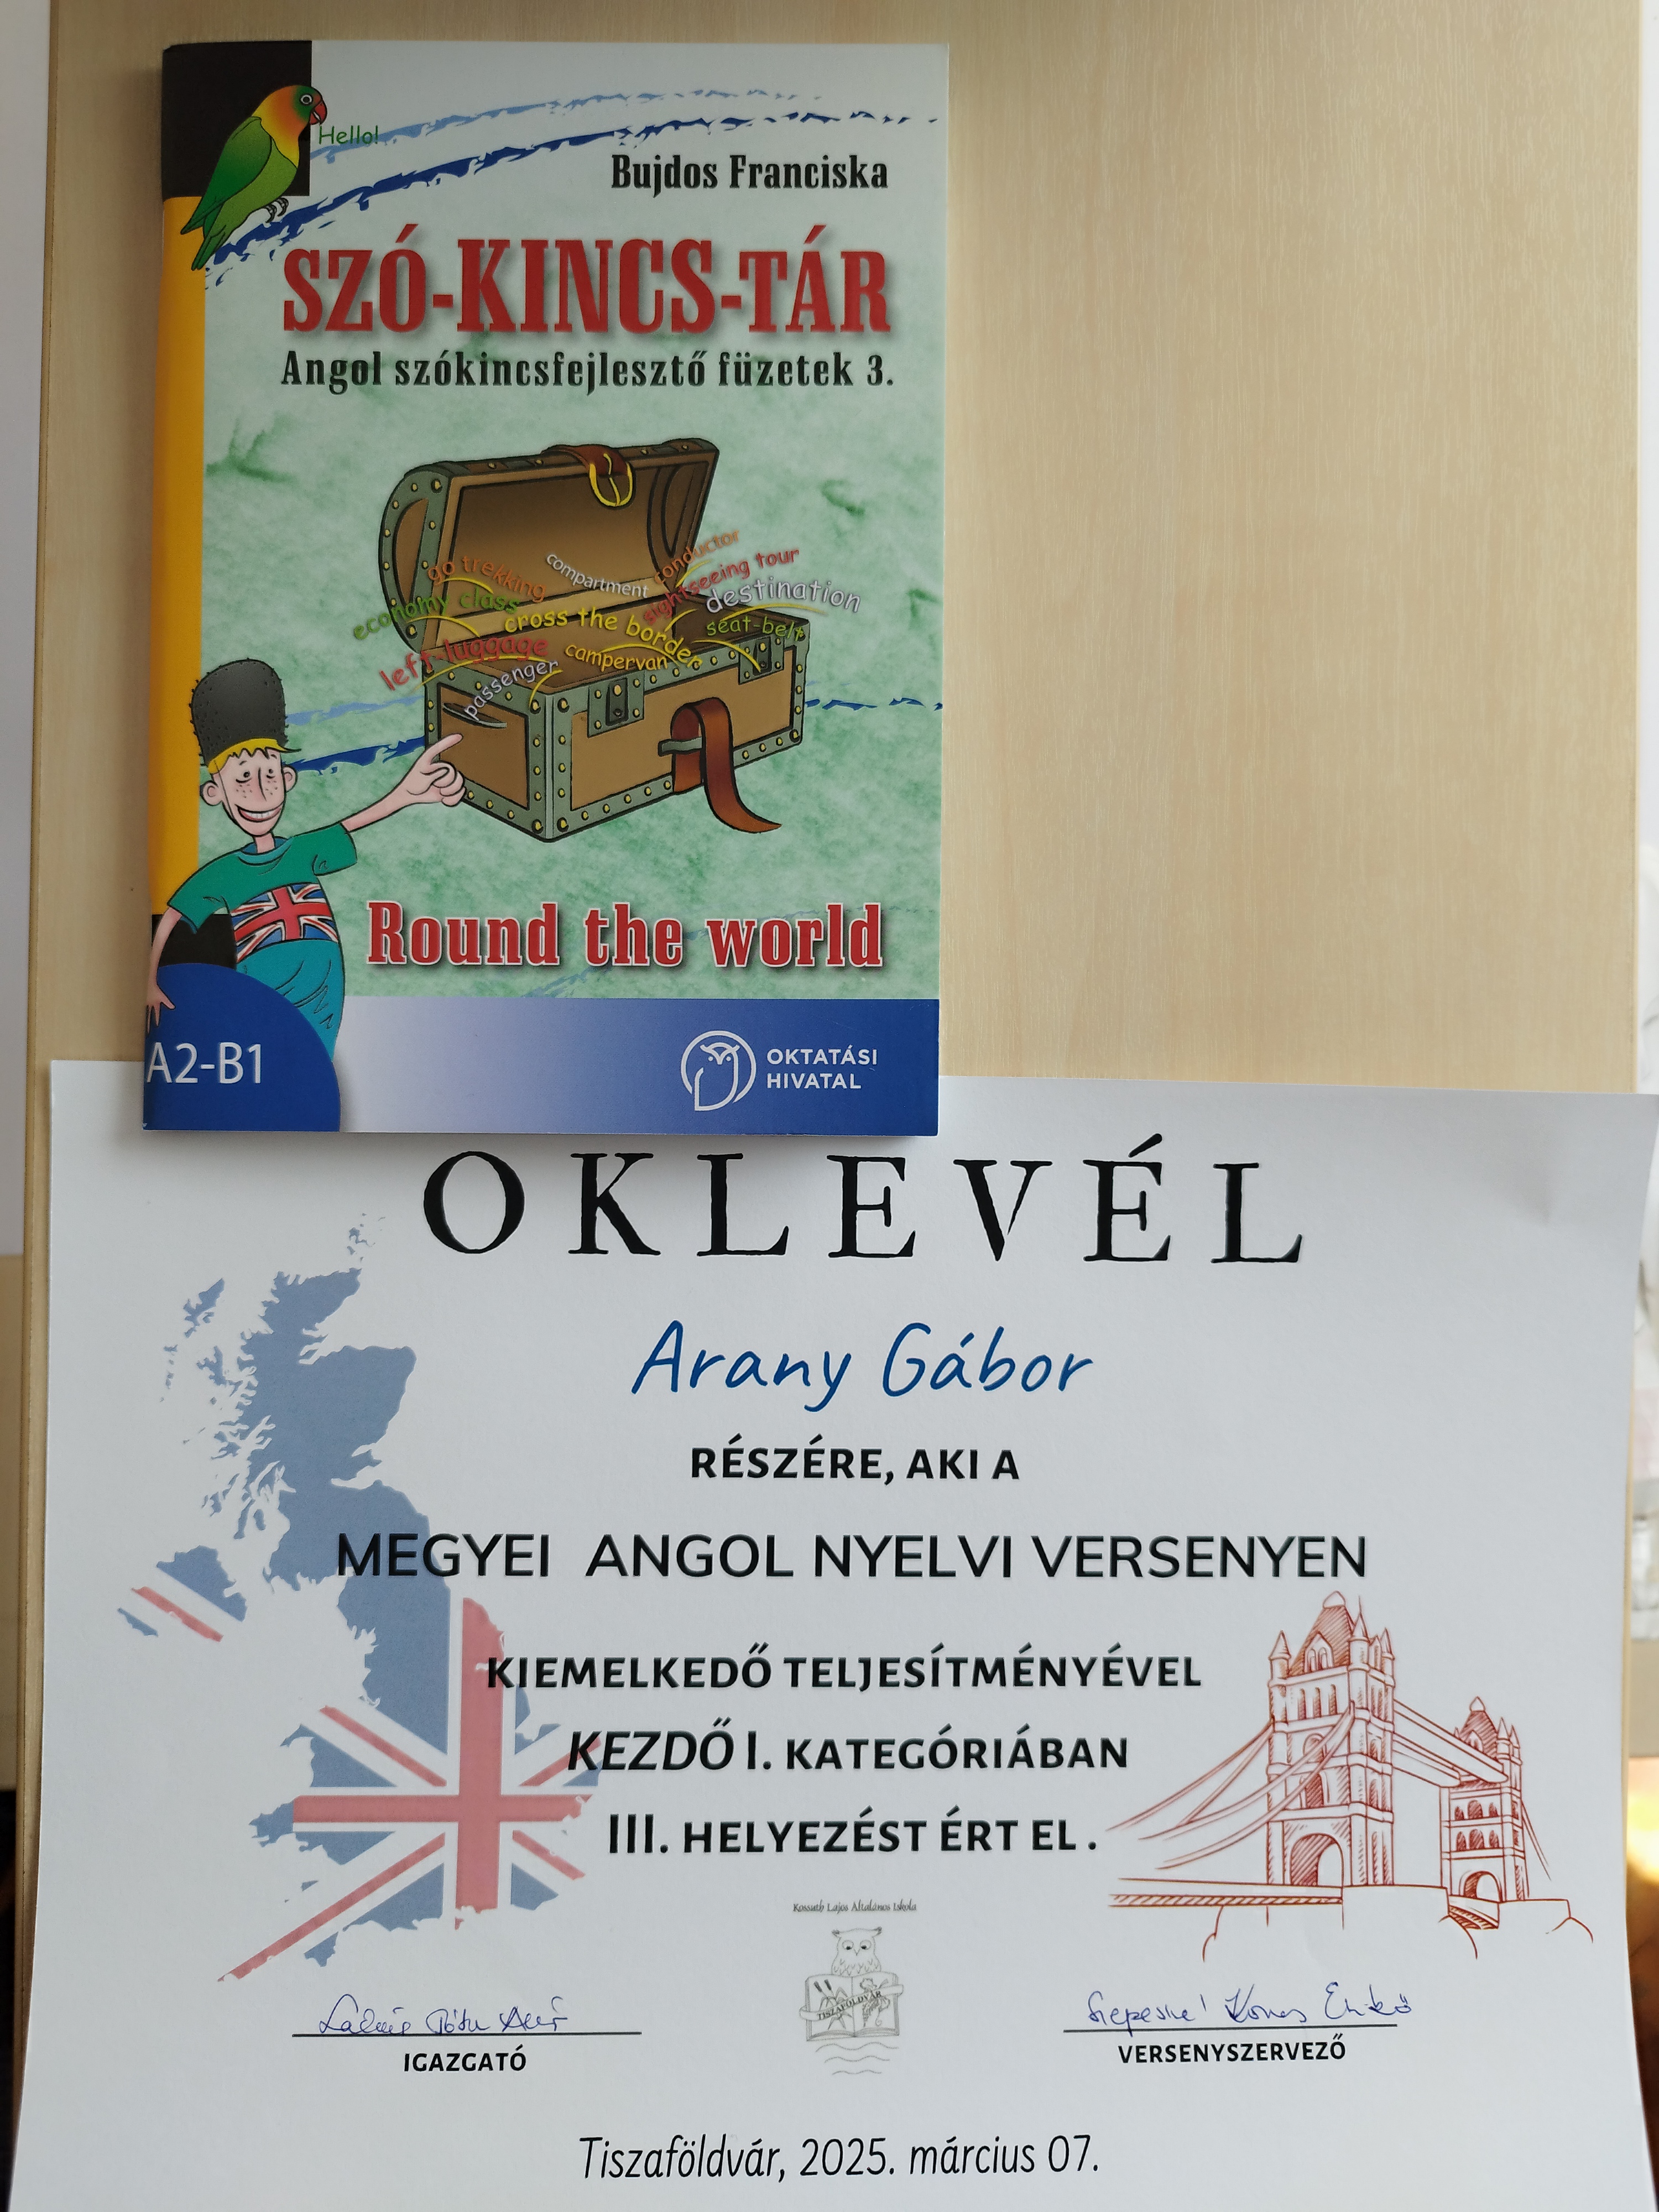 Hello!
Bujdos Franciska
SZÓ-KINCS-TÁR
Angol szókincsfejlesztő füzetek 3.
go trekking
compartment
conductor
economy class
sightseeing tour
destination
cross the border
seat-belt
left-luggage
campervan
passenger
Round the world
A2-B1
OKTATÁSI
HIVATAL
OKLEVÉL
Arany Gábor
RÉSZÉRE, AKI A
MEGYEI ANGOL NYELVI VERSENYEN
KIEMELKEDŐ TELJESÍTMÉNYÉVEL
KEZDŐ I. KATEGÓRIÁBAN
III. HELYEZÉST ÉRT EL .
Kossuth Lajos Általános Iskola
TISZAFÖLDVÁR
IGAZGATÓ
VERSENYSZERVEZŐ
Tiszaföldvár, 2025. március 07.